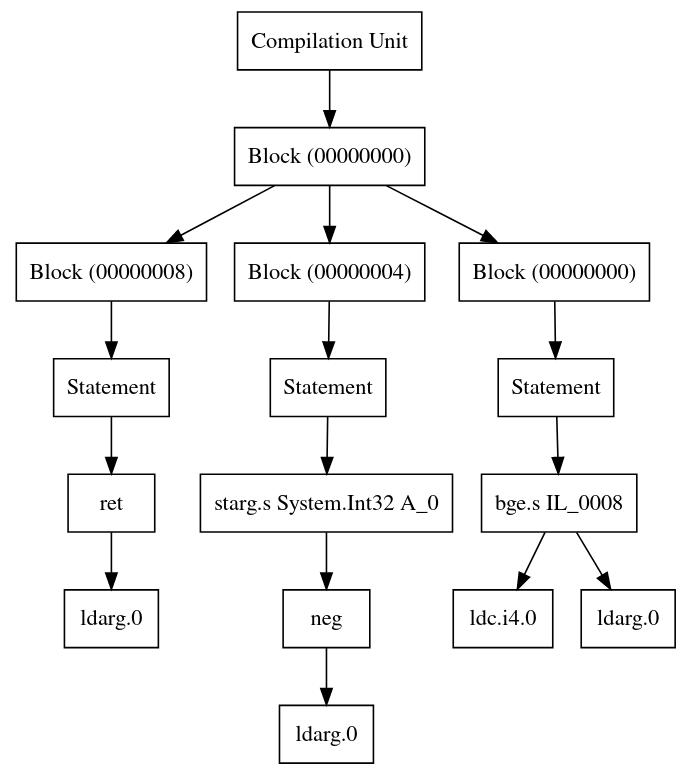 Compilation Unit
Block (00000000)
Block (00000008)
Block (00000004)
Block (00000000)
Statement
Statement
Statement
ret
starg.s System.Int32 A_0
bge.s IL_0008
ldarg.0
neg
ldc.i4.0
ldarg.0
ldarg.0